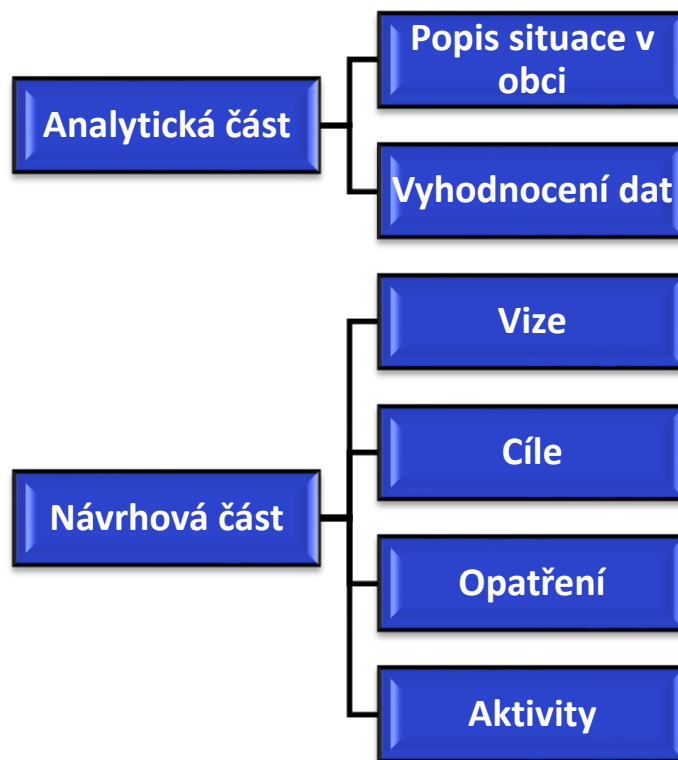 Analytická část
Popis situace v
obci
Vyhodnocení dat
Návrhová část
Vize
Cíle
Opatření
Aktivity